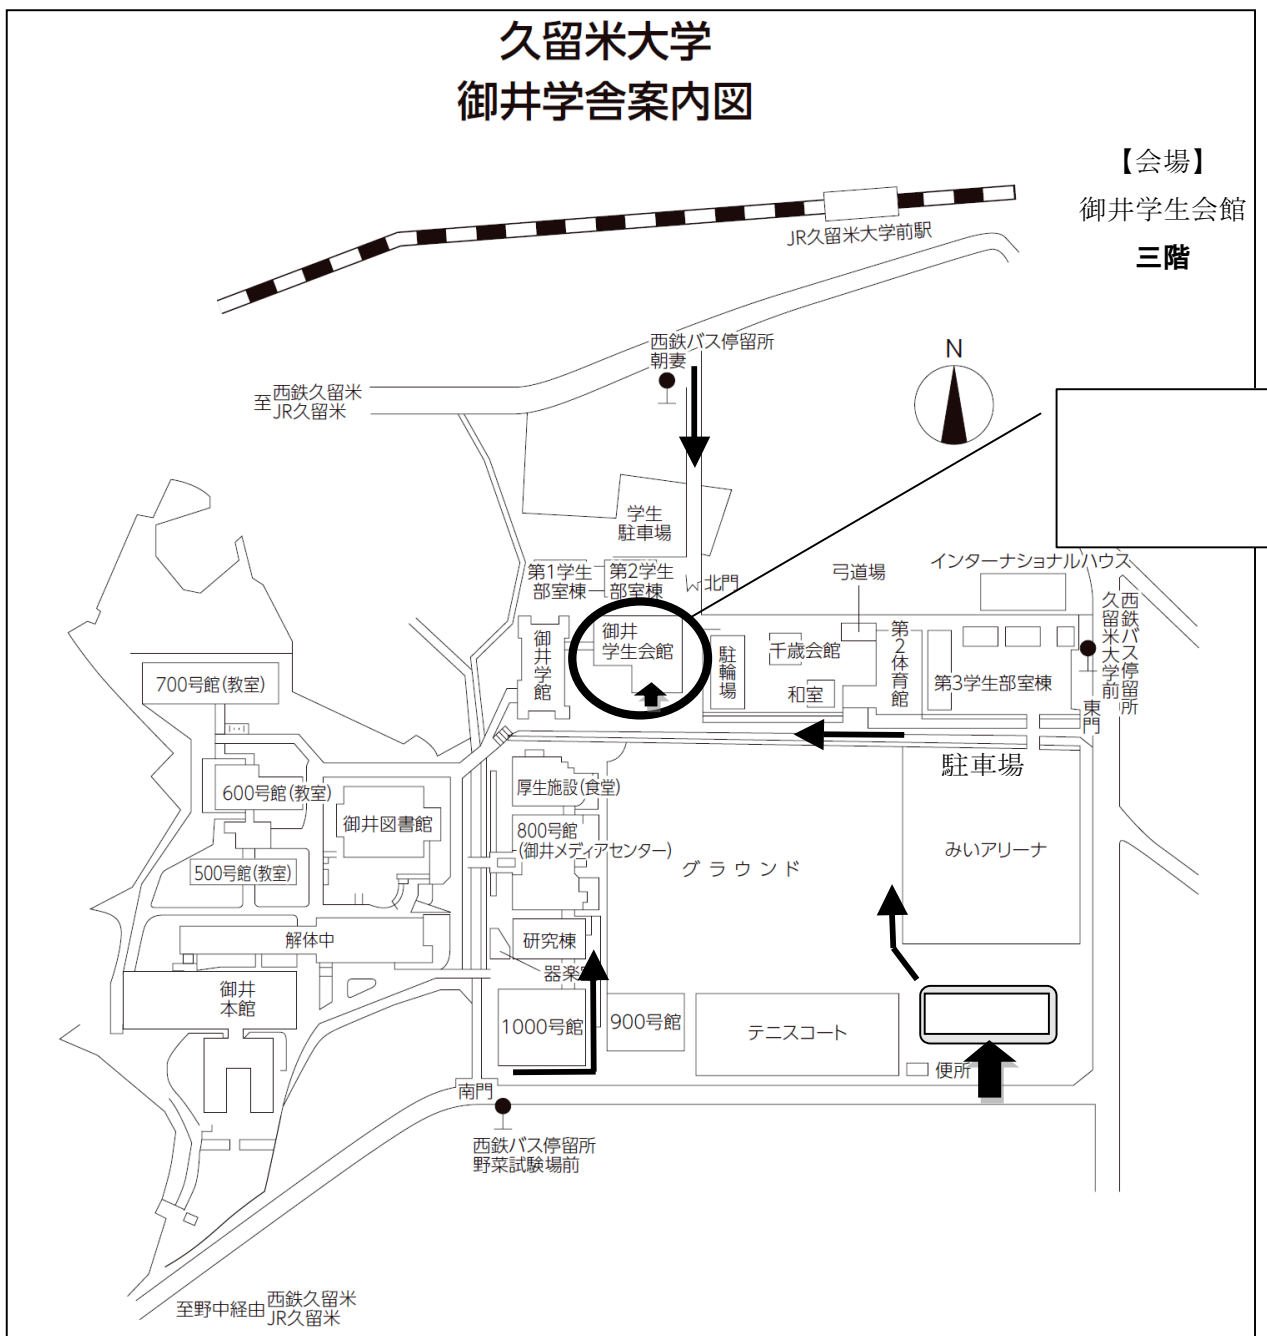 久留米大学
御井学舎案内図
【会場】
御井学生会館
三階
JR久留米大学前駅
西鉄バス停留所
朝妻
N
至 西鉄久留米
JR久留米
学生
駐車場
第1学生
部室棟
第2学生
部室棟
北門
弓道場
インターナショナルハウス
西鉄バス停留所
久留米大学前
御井学館
御井
学生会館
駐輪場
千歳会館
和室
第2体育館
第3学生部室棟
東門
700号館(教室)
駐車場
600号館(教室)
厚生施設(食堂)
御井図書館
800号館
(御井メディアセンター)
グラウンド
みいアリーナ
500号館(教室)
解体中
研究棟
器楽
御井
本館
1000号館
900号館
テニスコート
便所
南門
西鉄バス停留所
野菜試験場前
至野中経由 西鉄久留米
JR久留米